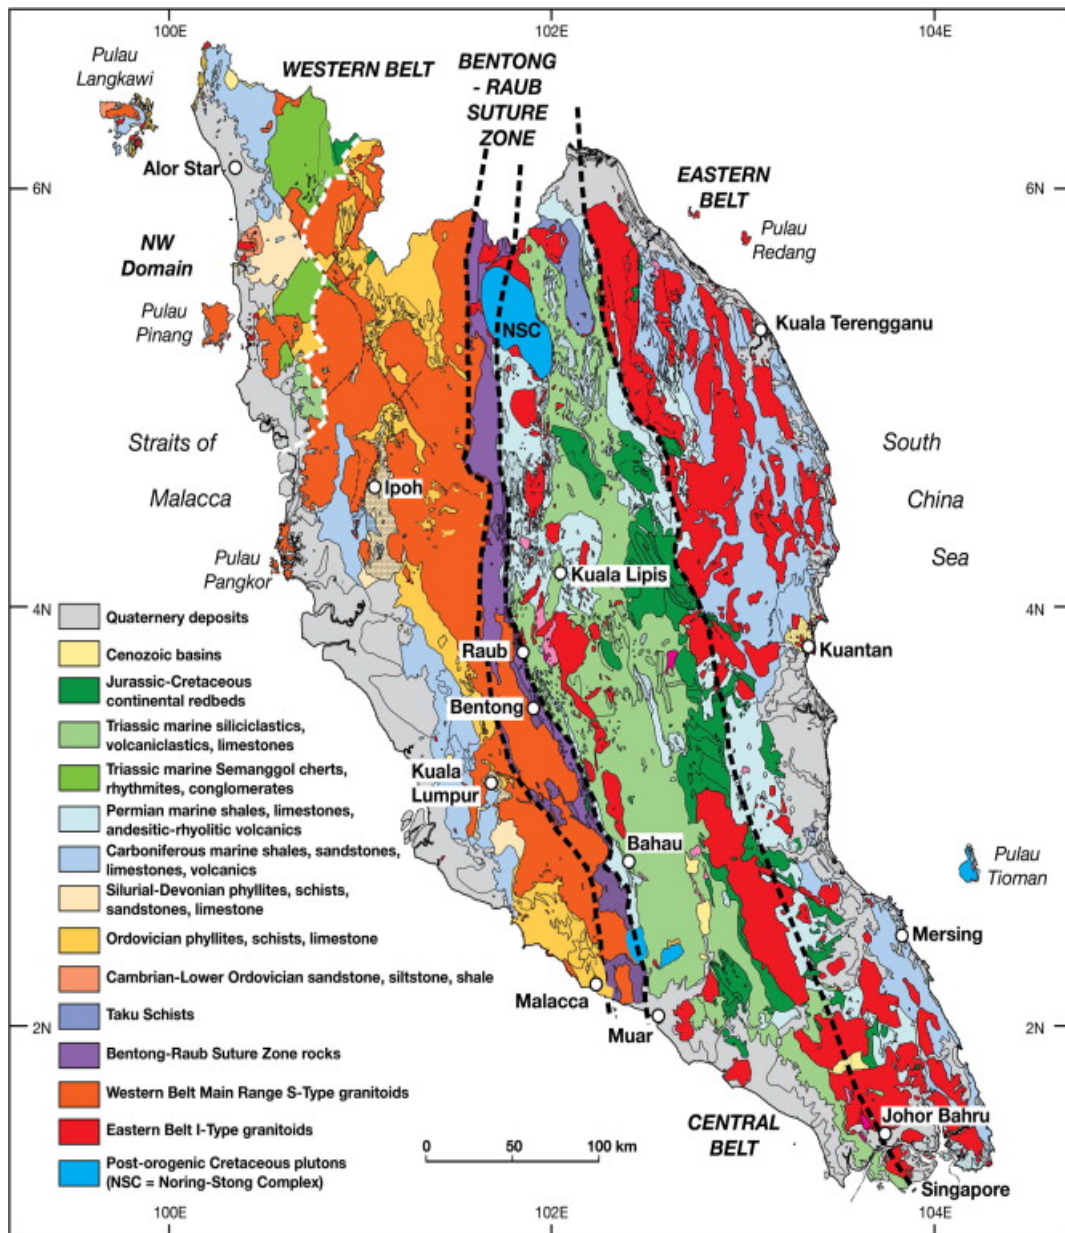 100E
102E
104E
Pulau
Langkawi
WESTERN BELT
BENTONG
- RAUB
SUTURE
ZONE
Alor Star
6N
6N
EASTERN
BELT
Pulau
Redang
NW
Domain
Pulau
Pinang
NSC
Kuala Terengganu
Straits of
Malacca
South
China
Sea
Ipoh
Pulau
Pangkor
Kuala Lipis
4N
4N
Quaternery deposits
Cenozoic basins
Jurassic-Cretaceous
continental redbeds
Triassic marine siliciclastics,
volcaniclastics, limestones
Triassic marine Semanggol cherts,
rhythmites, conglomerates
Permian marine shales, limestones,
andesitic-rhyolitic volcanics
Carboniferous marine shales, sandstones,
limestones, volcanics
Silurial-Devonian phyllites, schists,
sandstones, limestone
Ordovician phyllites, schists, limestone
Cambrian-Lower Ordovician sandstone, siltstone, shale
Taku Schists
Bentong-Raub Suture Zone rocks
Western Belt Main Range S-Type granitoids
Eastern Belt I-Type granitoids
Post-orogenic Cretaceous plutons
(NSC = Noring-Stong Complex)
Raub
Kuantan
Bentong
Kuala
Lumpur
Bahau
Pulau
Tioman
Mersing
Malacca
Muar
2N
2N
CENTRAL
BELT
Johor Bahru
Singapore
0
50
100 km
100E
102E
104E